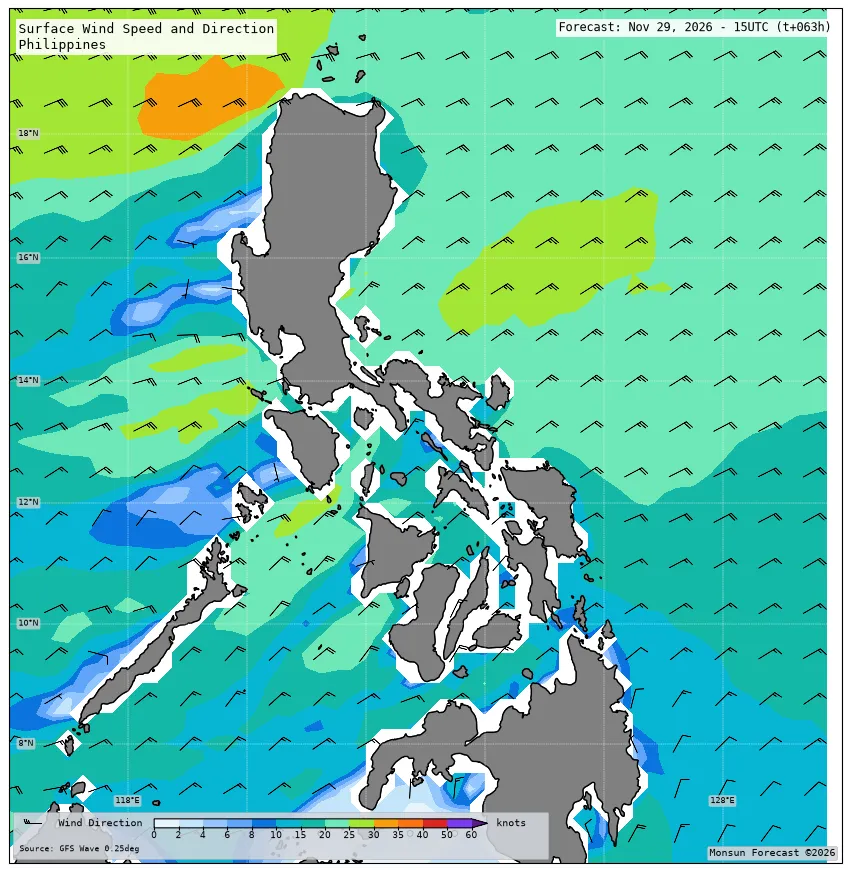 Surface Wind Speed and Direction
Philippines
Forecast: Nov 29, 2026 - 15UTC (t+063h)
18°N
16°N
14°N
12°N
10°N
8°N
118°E
128°E
Wind Direction
0 2 4 6 8 10 15 20 25 30 35 40 50 60
knots
Source: GFS Wave 0.25deg
Monsun Forecast ©2026